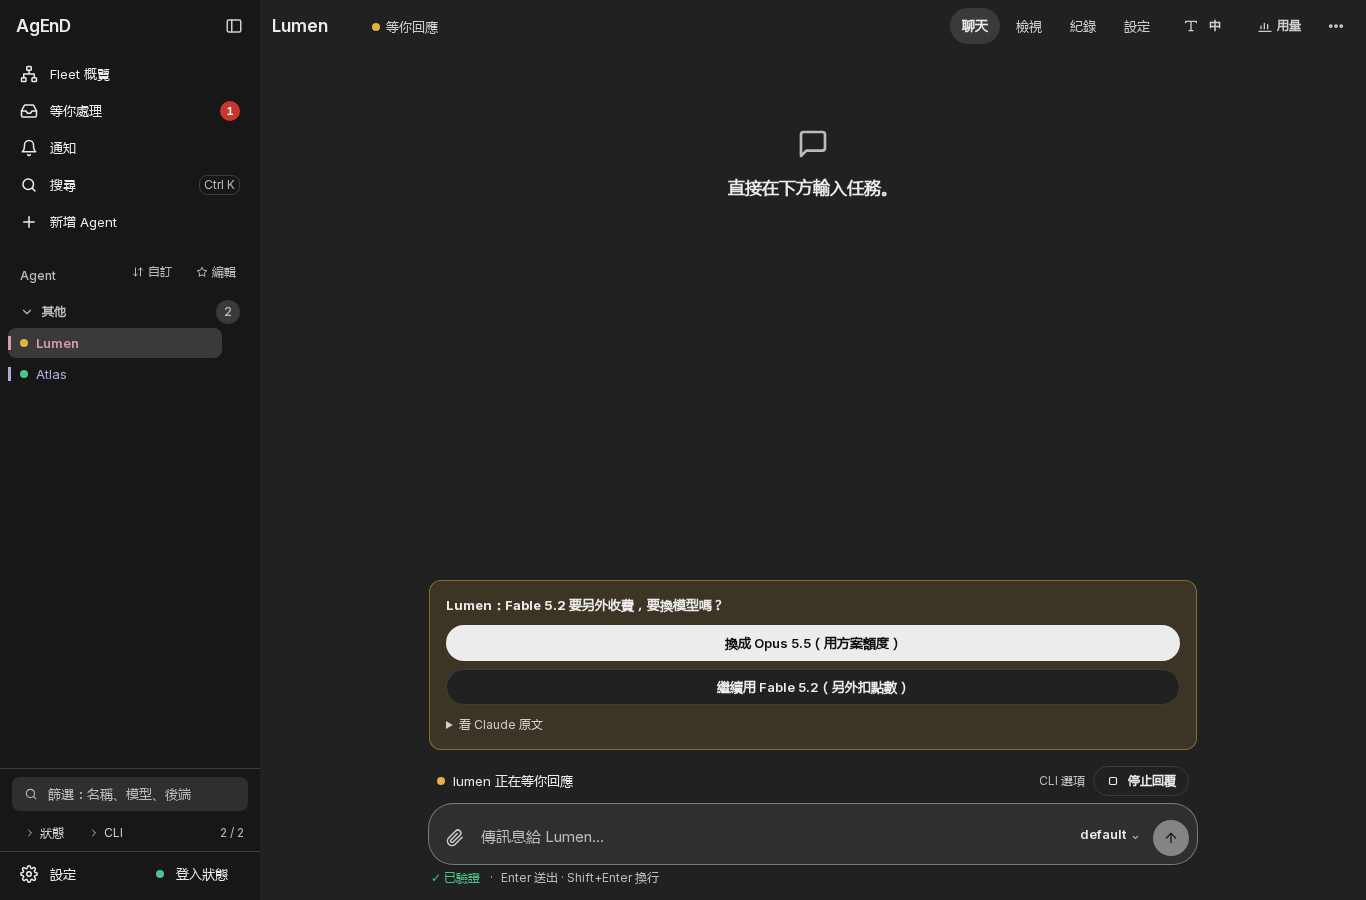 AgEnD
Fleet 概覽
等你處理 1
通知
搜尋 Ctrl K
新增 Agent
Agent 自訂 編輯
其他 2
Lumen
Atlas
篩選：名稱、模型、後端
狀態 CLI 2 / 2
設定 登入狀態
Lumen 等你回應 聊天 檢視 紀錄 設定 中 用量 •••
直接在下方輸入任務。
Lumen：Fable 5.2 要另外收費，要換模型嗎？
換成 Opus 5.5（用方案額度）
繼續用 Fable 5.2（另外扣點數）
看 Claude 原文
lumen 正在等你回應 CLI 選項 停止回覆
傳訊息給 Lumen... default
✓ 已驗證 · Enter 送出 · Shift+Enter 換行